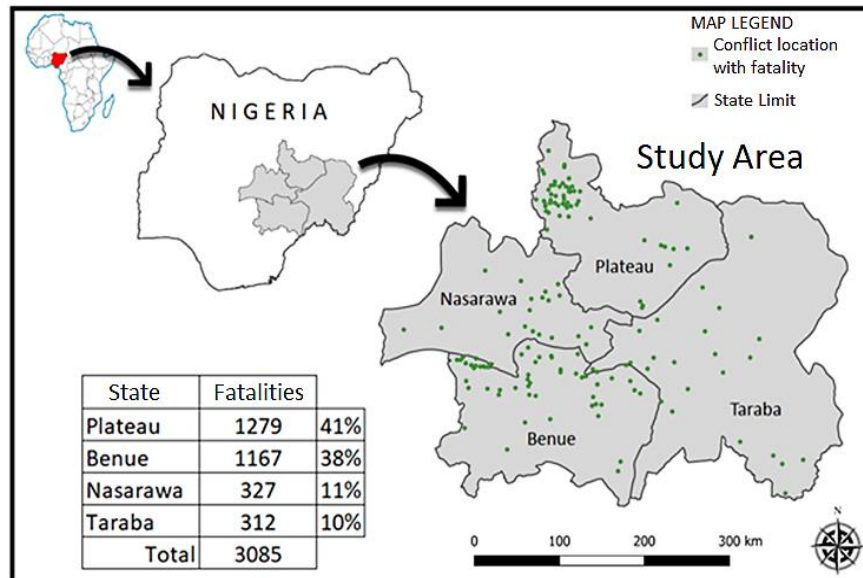 MAP LEGEND
Conflict location
with fatality
State Limit
NIGERIA
Study Area
Plateau
Nasarawa
Taraba
Benue
State Fatalities
Plateau 1279 41%
Benue 1167 38%
Nasarawa 327 11%
Taraba 312 10%
Total 3085
N
0 100 200 300 km